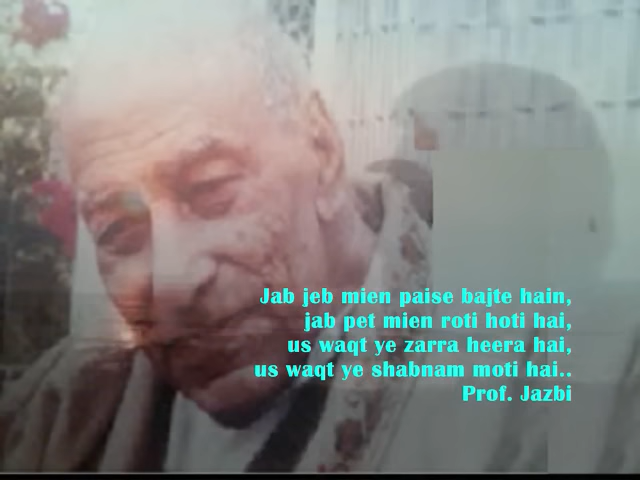 Jab jeb mien paise bajte hain,
jab pet mien roti hoti hai,
us waqt ye zarra heera hai,
us waqt ye shabnam moti hai..
Prof. Jazbi